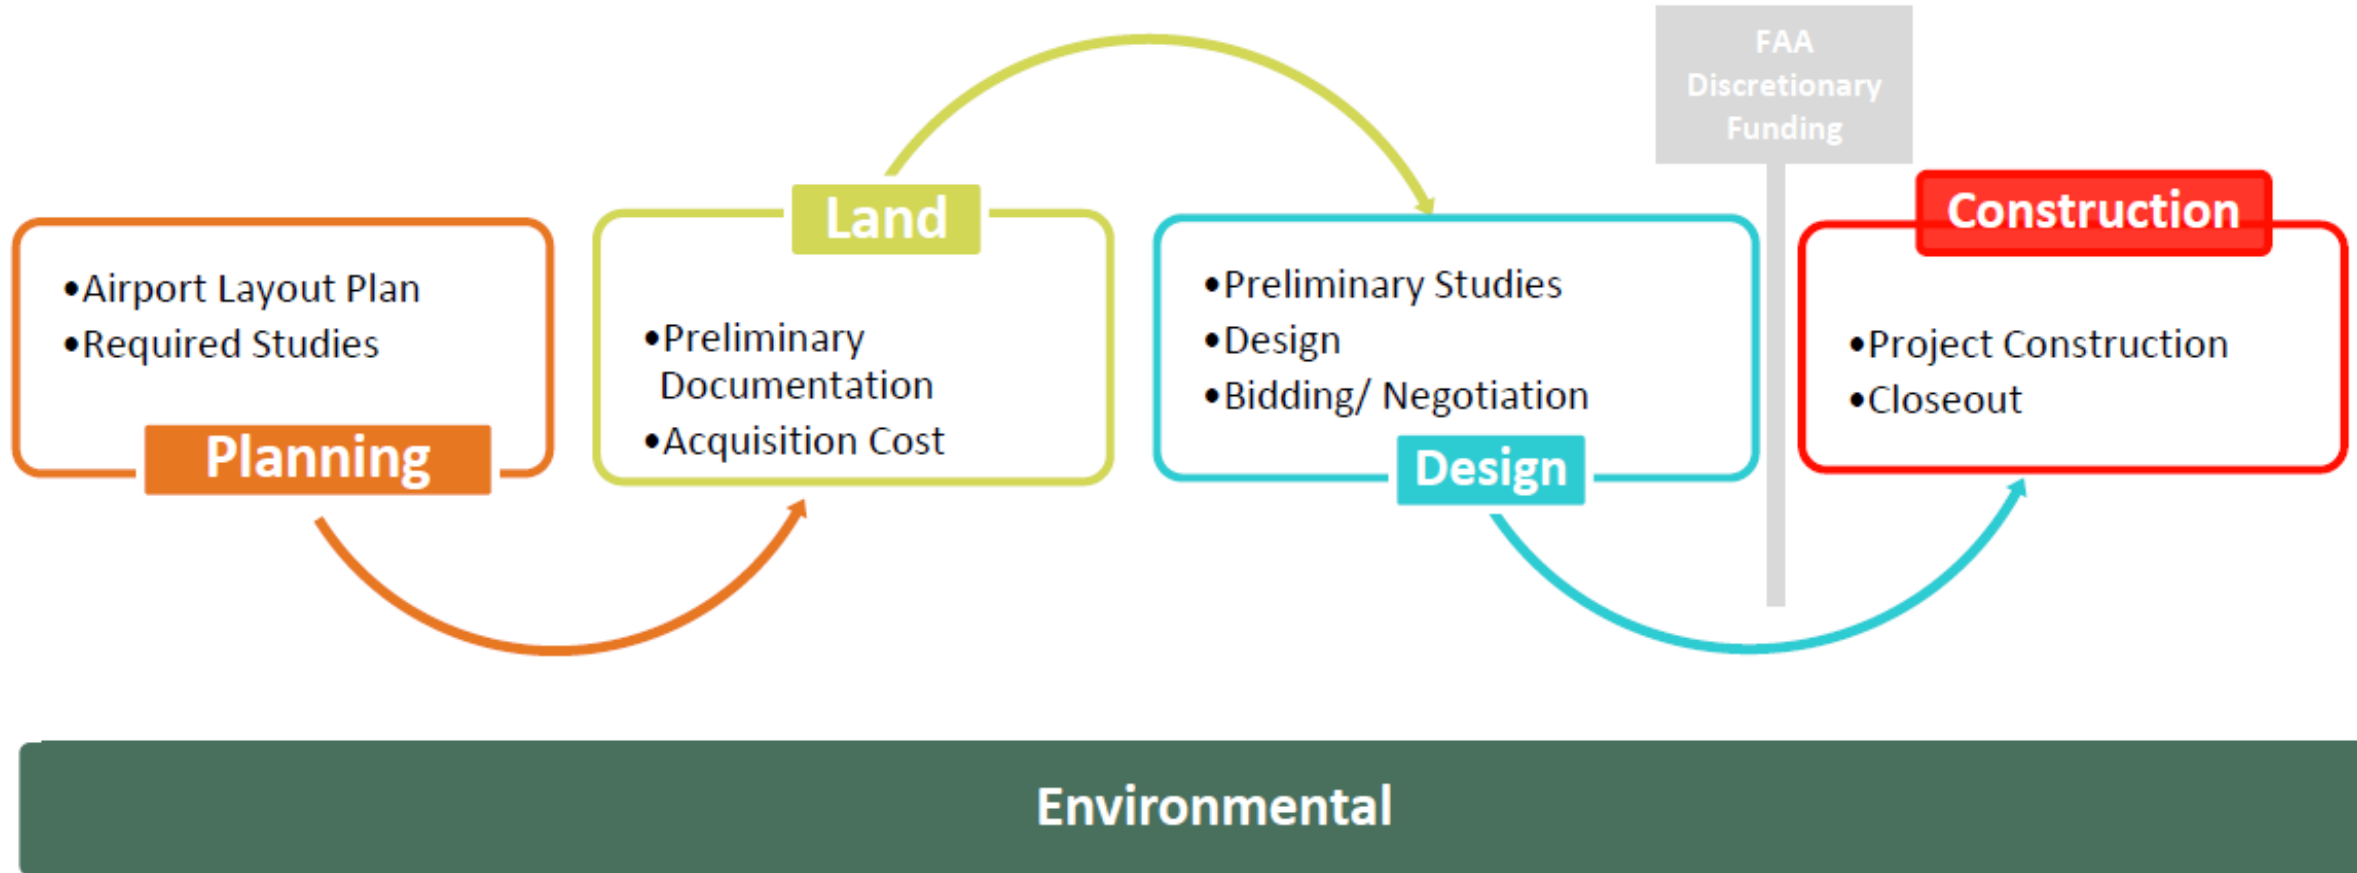 •Airport Layout Plan
•Required Studies
Planning
Land
•Preliminary
Documentation
•Acquisition Cost
•Preliminary Studies
•Design
•Bidding/ Negotiation
Design
FAA
Discretionary
Funding
Construction
•Project Construction
•Closeout
Environmental